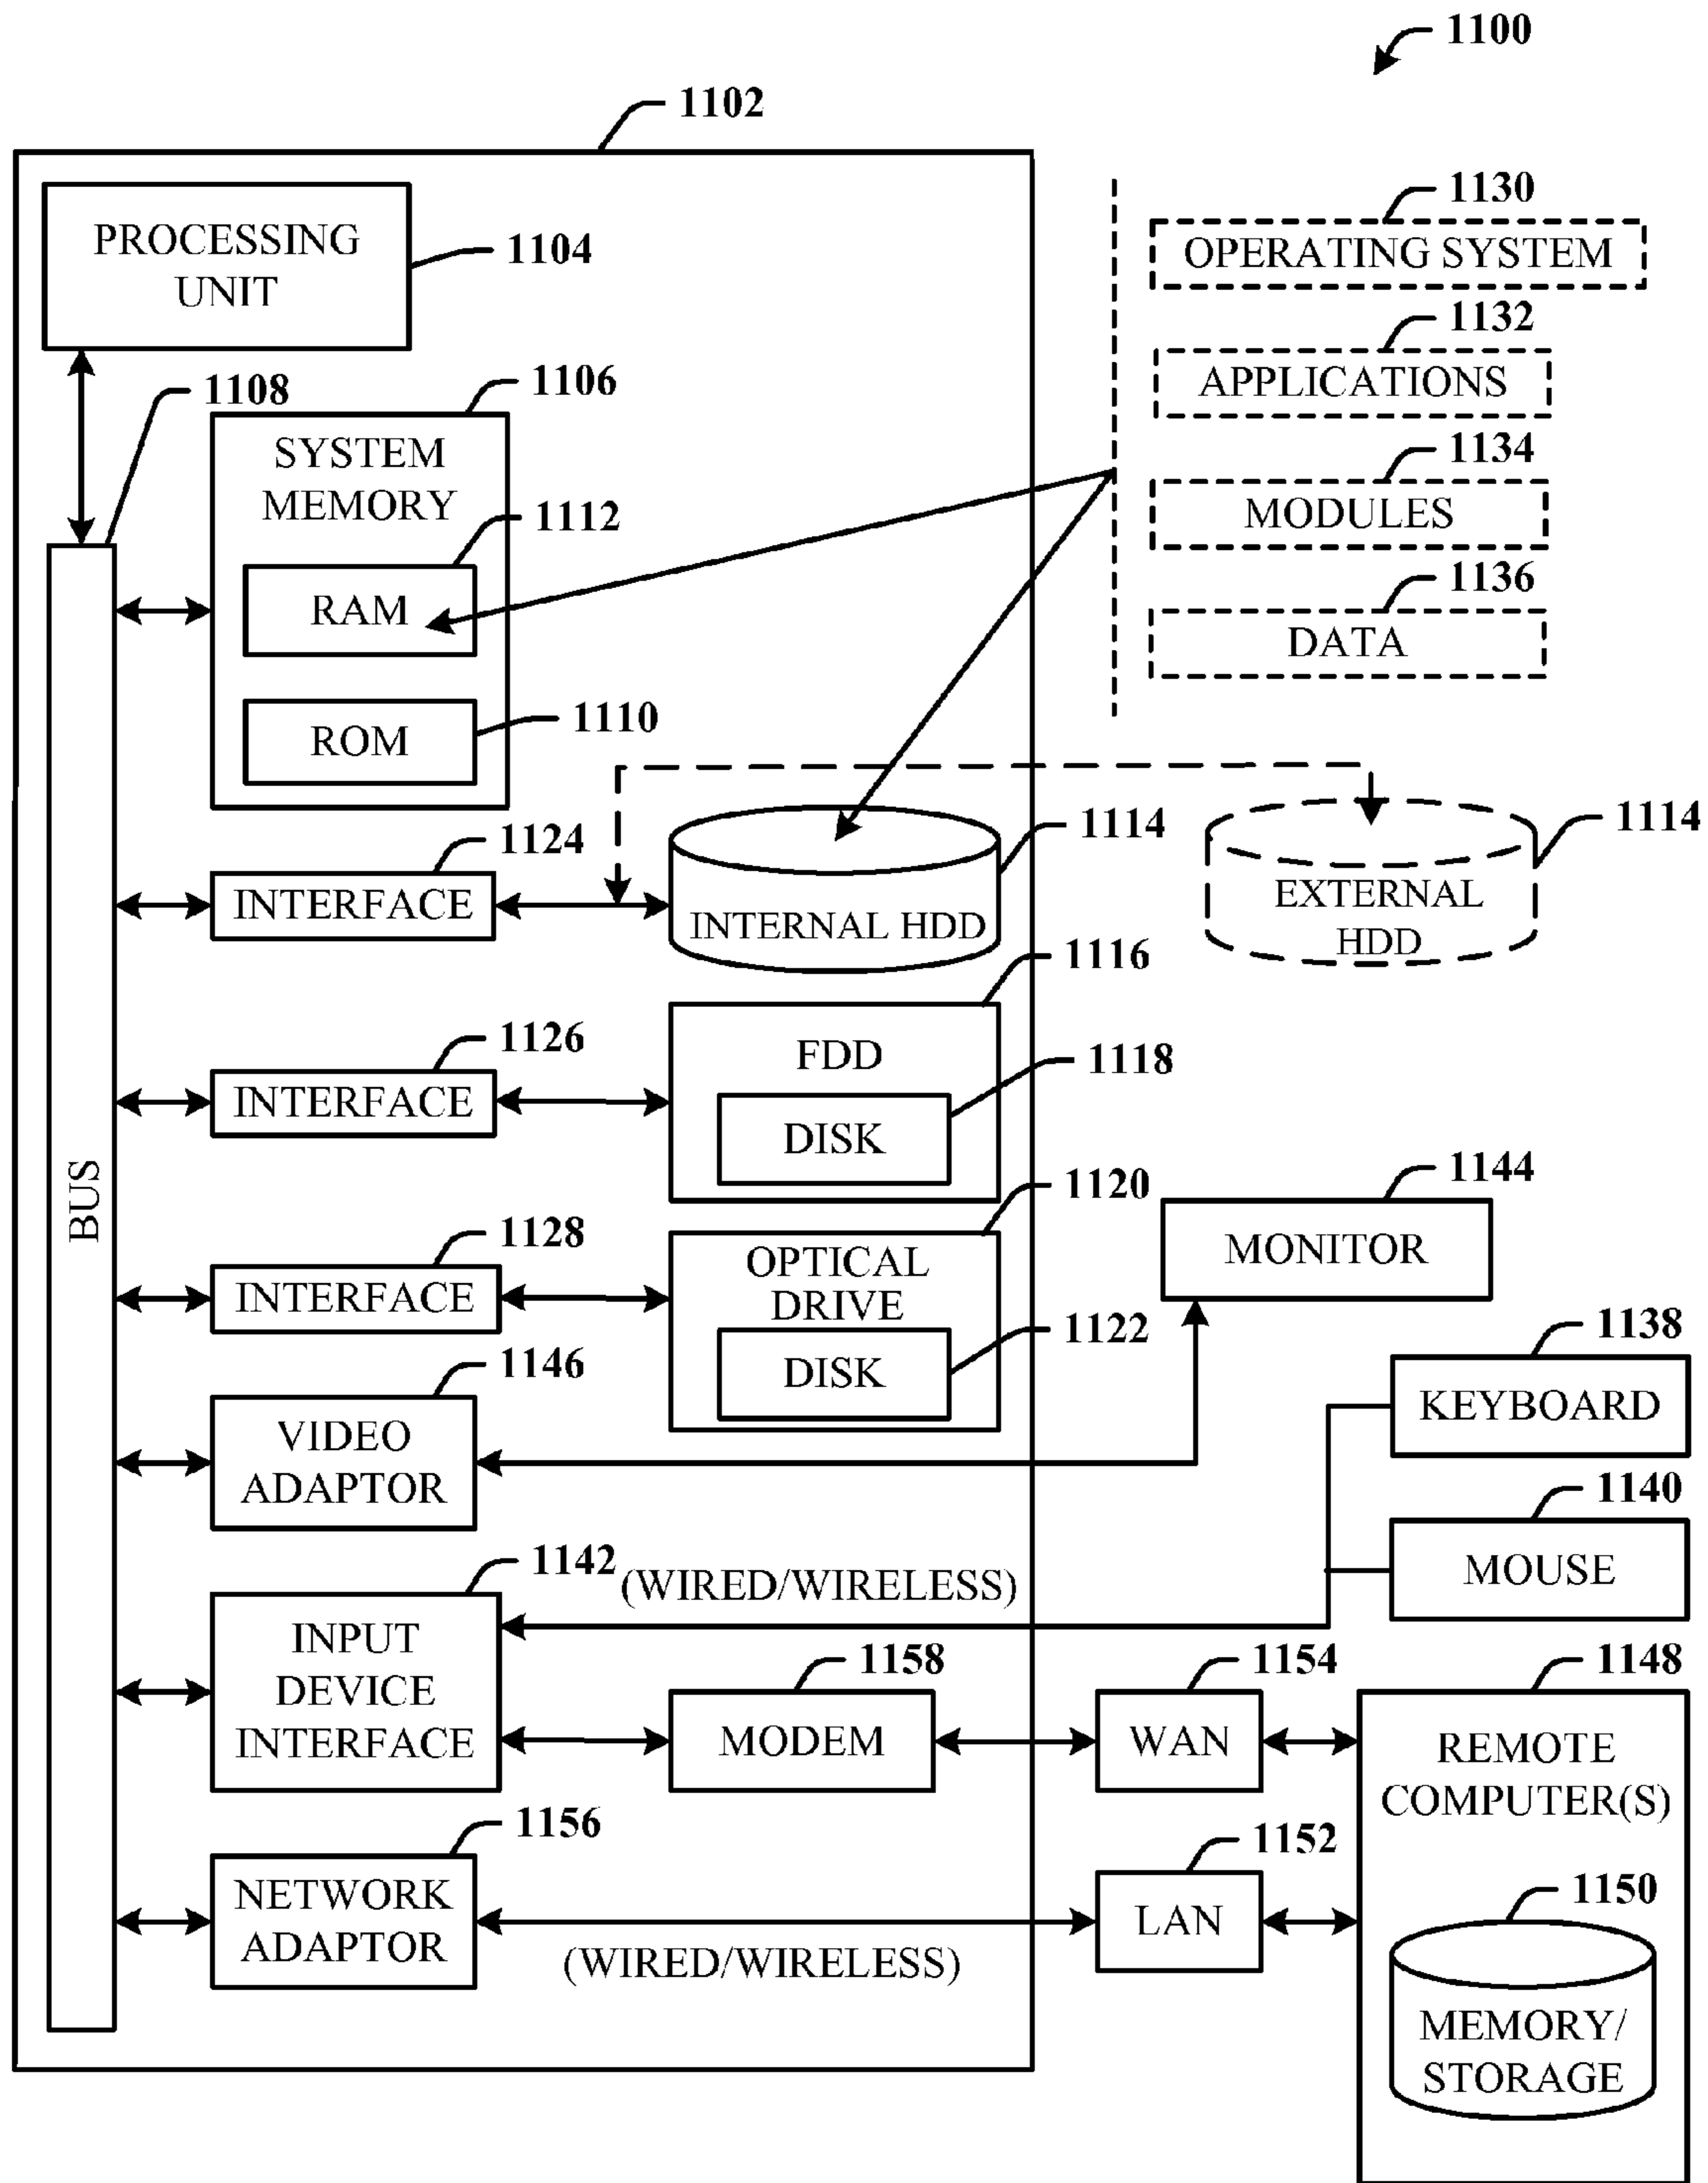 1100
1102
PROCESSING
UNIT
1104
1108
1106
SYSTEM
MEMORY
1112
RAM
1110
ROM
1130
OPERATING SYSTEM
1132
APPLICATIONS
1134
MODULES
1136
DATA
1124
INTERFACE
1114
INTERNAL HDD
1114
EXTERNAL
HDD
1126
INTERFACE
1116
FDD
1118
DISK
BUS
1128
INTERFACE
1120
OPTICAL
DRIVE
1122
DISK
1144
MONITOR
1146
VIDEO
ADAPTOR
1138
KEYBOARD
1140
MOUSE
1142
(WIRED/WIRELESS)
INPUT
DEVICE
INTERFACE
1158
MODEM
1154
WAN
1148
REMOTE
COMPUTER(S)
1156
NETWORK
ADAPTOR
(WIRED/WIRELESS)
1152
LAN
1150
MEMORY/
STORAGE